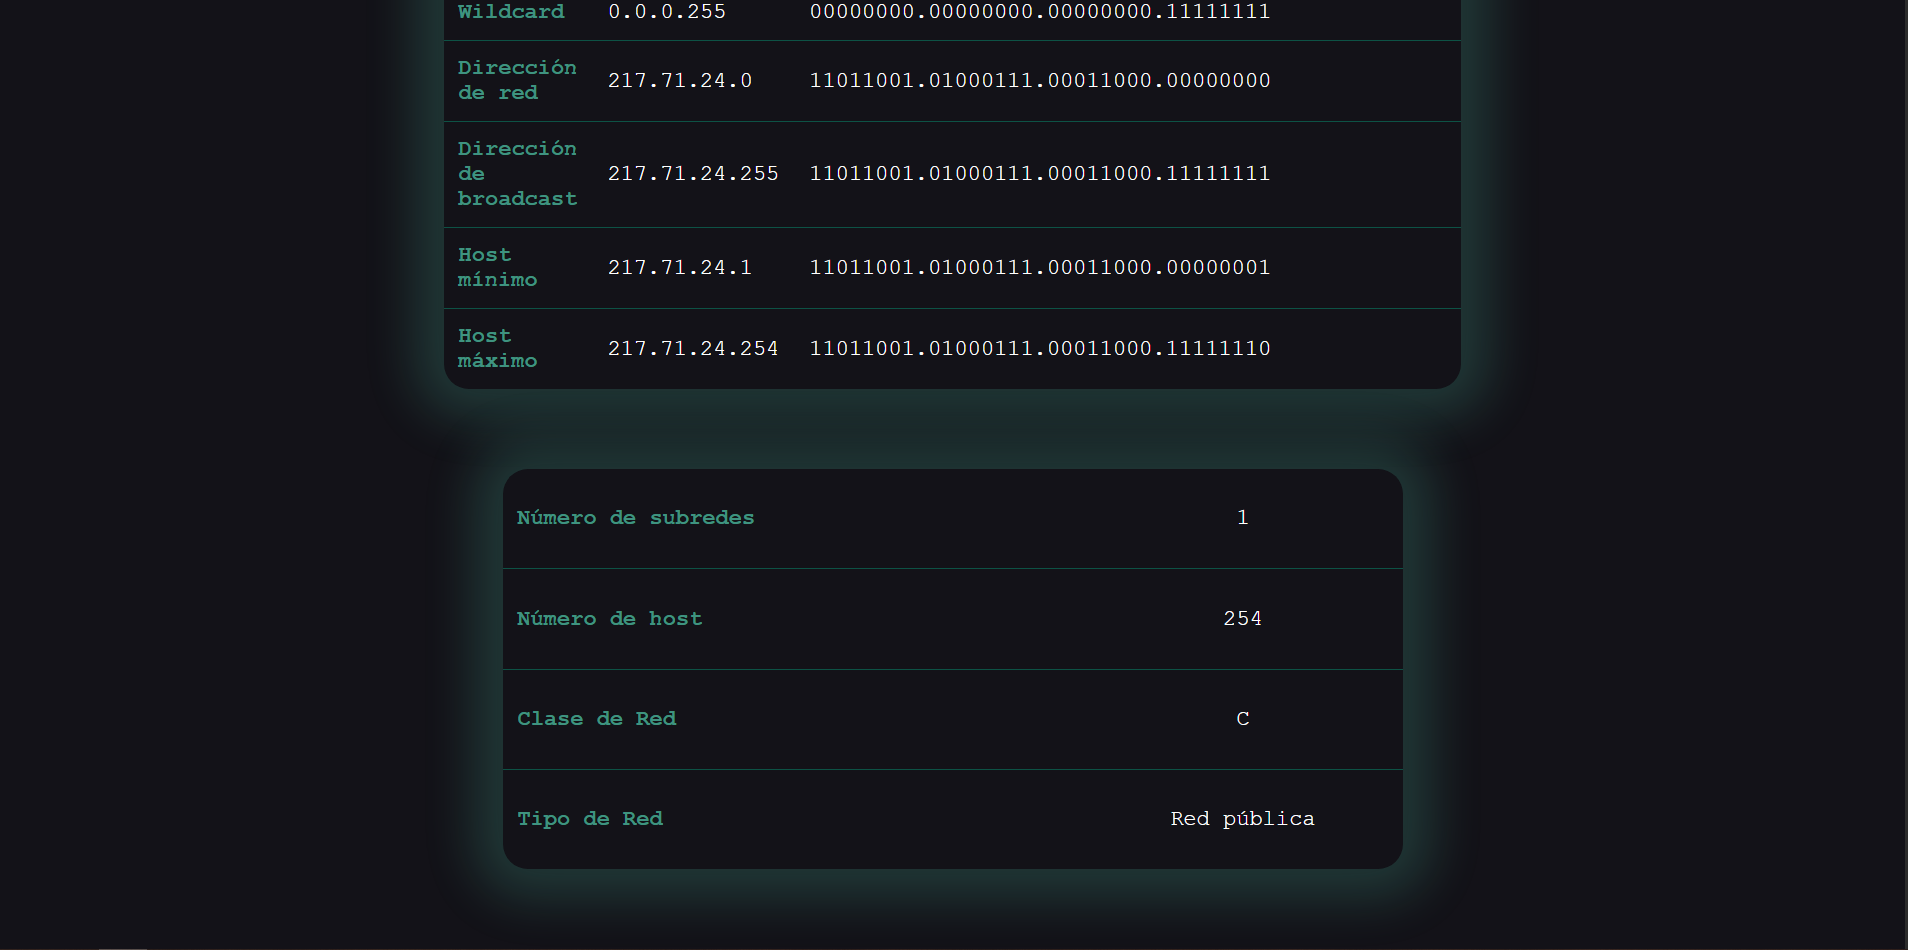 Wildcard 0.0.0.255 00000000.00000000.00000000.11111111
Dirección
de red 217.71.24.0 11011001.01000111.00011000.00000000
Dirección
de
broadcast 217.71.24.255 11011001.01000111.00011000.11111111
Host
mínimo 217.71.24.1 11011001.01000111.00011000.00000001
Host
máximo 217.71.24.254 11011001.01000111.00011000.11111110
Número de subredes 1
Número de host 254
Clase de Red C
Tipo de Red Red pública